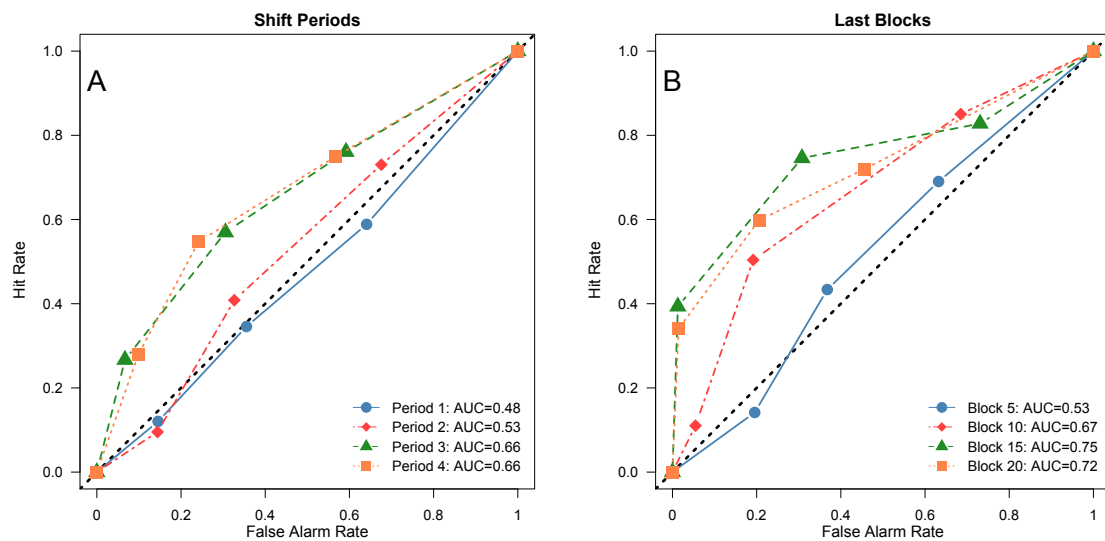 Shift Periods
A
Hit Rate
1.0
0.8
0.6
0.4
0.2
0.0
Period 1: AUC=0.48
Period 2: AUC=0.53
Period 3: AUC=0.66
Period 4: AUC=0.66
0 0.2 0.4 0.6 0.8 1
False Alarm Rate
Last Blocks
B
Hit Rate
1.0
0.8
0.6
0.4
0.2
0.0
Block 5: AUC=0.53
Block 10: AUC=0.67
Block 15: AUC=0.75
Block 20: AUC=0.72
0 0.2 0.4 0.6 0.8 1
False Alarm Rate